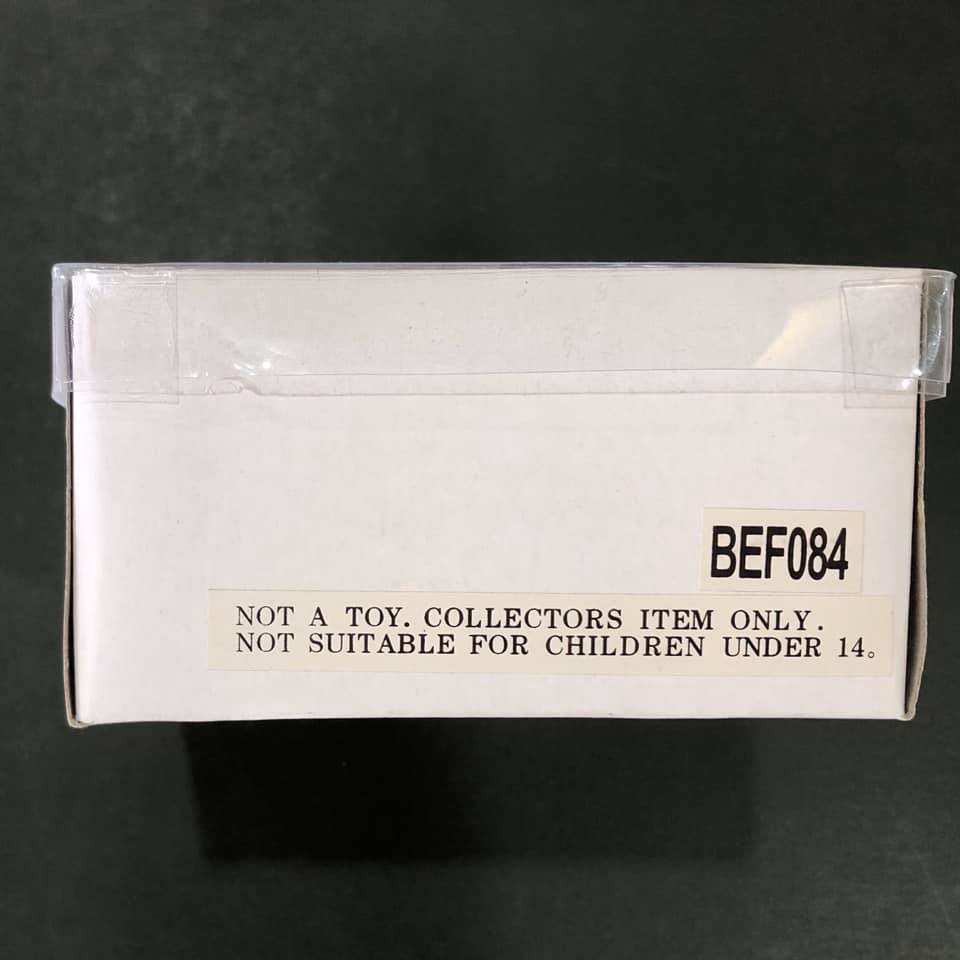 BEF084
NOT A TOY. COLLECTORS ITEM ONLY.
NOT SUITABLE FOR CHILDREN UNDER 14。